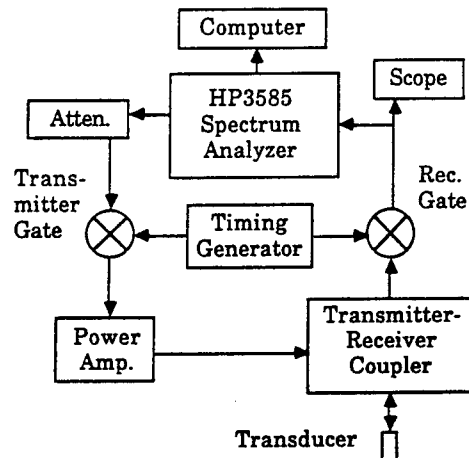 Computer
HP3585
Spectrum
Analyzer
Scope
Atten.
Trans-
mitter
Gate
Timing
Generator
Rec.
Gate
Power
Amp.
Transmitter-
Receiver
Coupler
Transducer